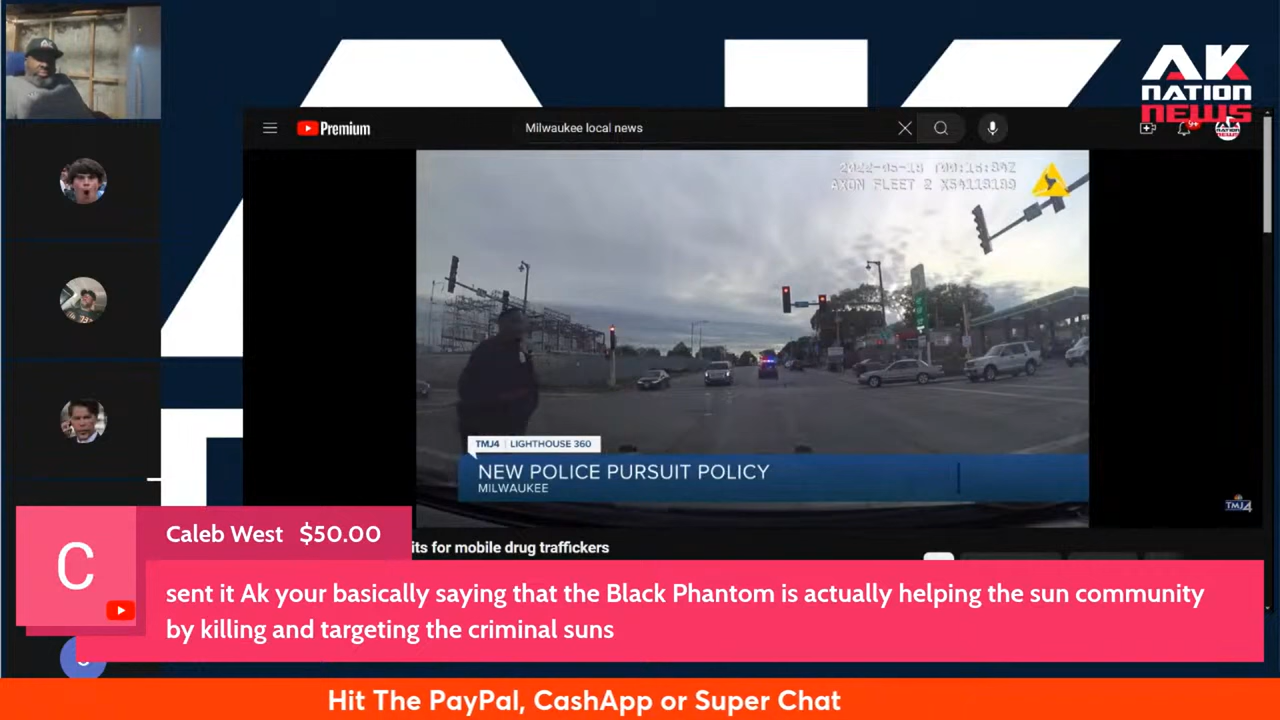 AK
NATION
NEWS
Premium
Milwaukee local news
9+
AXON FLEET 2 X54119199
TMJ4 | LIGHTHOUSE 360
NEW POLICE PURSUIT POLICY
MILWAUKEE
TMJ4
Caleb West $50.00
C
its for mobile drug traffickers
sent it Ak your basically saying that the Black Phantom is actually helping the sun community
by killing and targeting the criminal suns
Hit The PayPal, CashApp or Super Chat